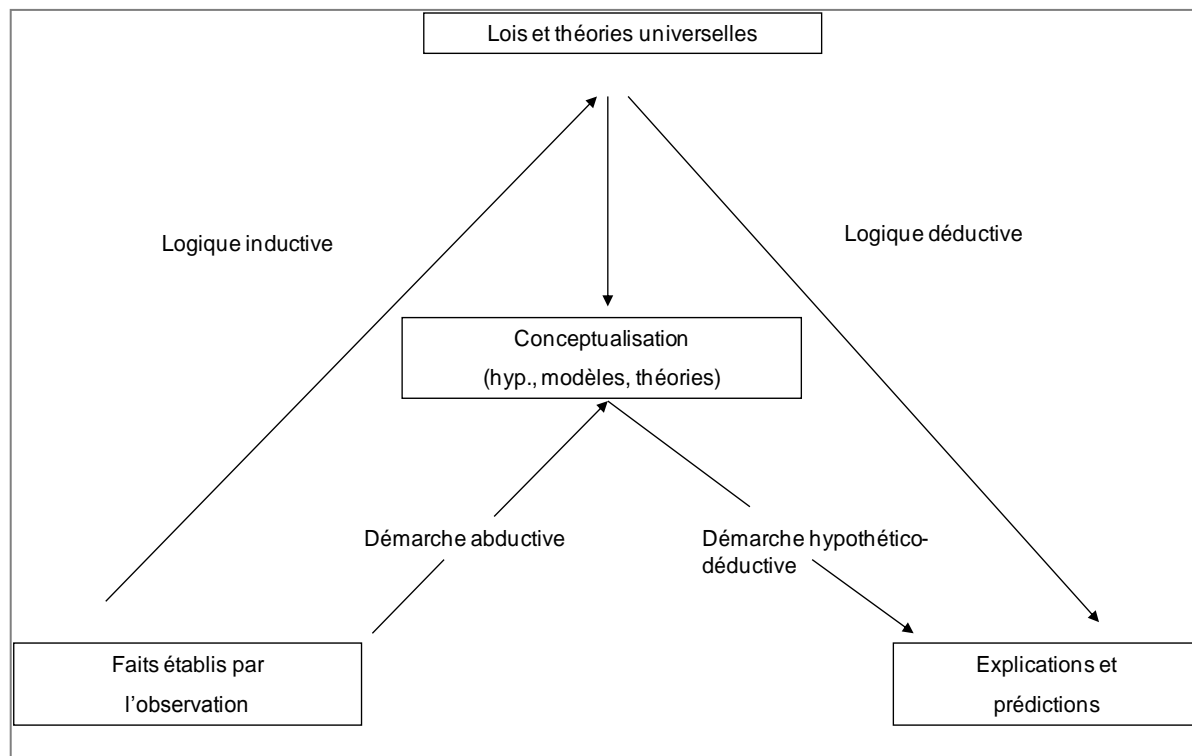 Lois et théories universelles
Logique inductive
Logique déductive
Conceptualisation
(hyp., modèles, théories)
Démarche abductive
Démarche hypothético-
déductive
Faits établis par
l’observation
Explications et
prédictions